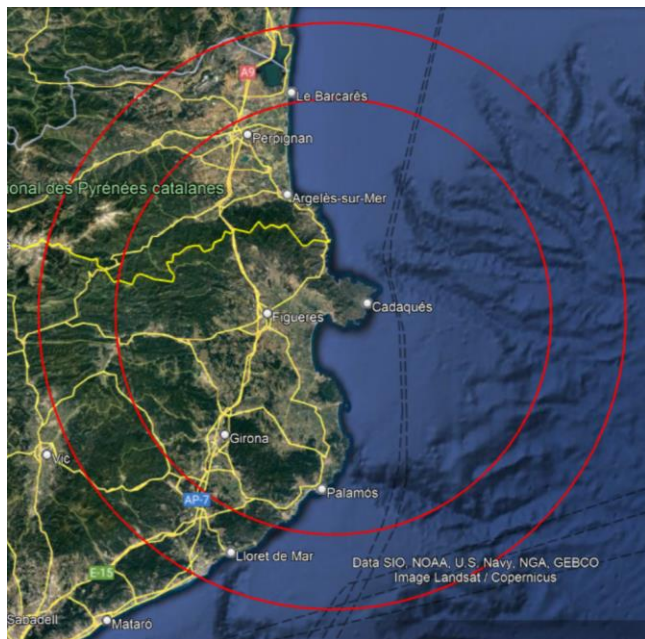 A9
Le Barcarès
Perpignan
onal des Pyrénées catalanes
Argelès-sur-Mer
Cadaqués
Figueres
Girona
Vic
AP-7
Palamós
Lloret de Mar
Data SIO, NOAA, U.S. Navy, NGA, GEBCO
Image Landsat / Copernicus
E-15
Sabadell
Mataró